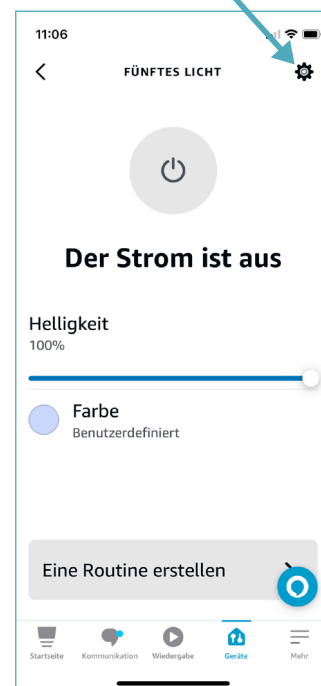 11:06
FÜNFTES LICHT
Der Strom ist aus
Helligkeit
100%
Farbe
Benutzerdefiniert
Eine Routine erstellen
Startseite Kommunikation Wiedergabe Geräte Mehr